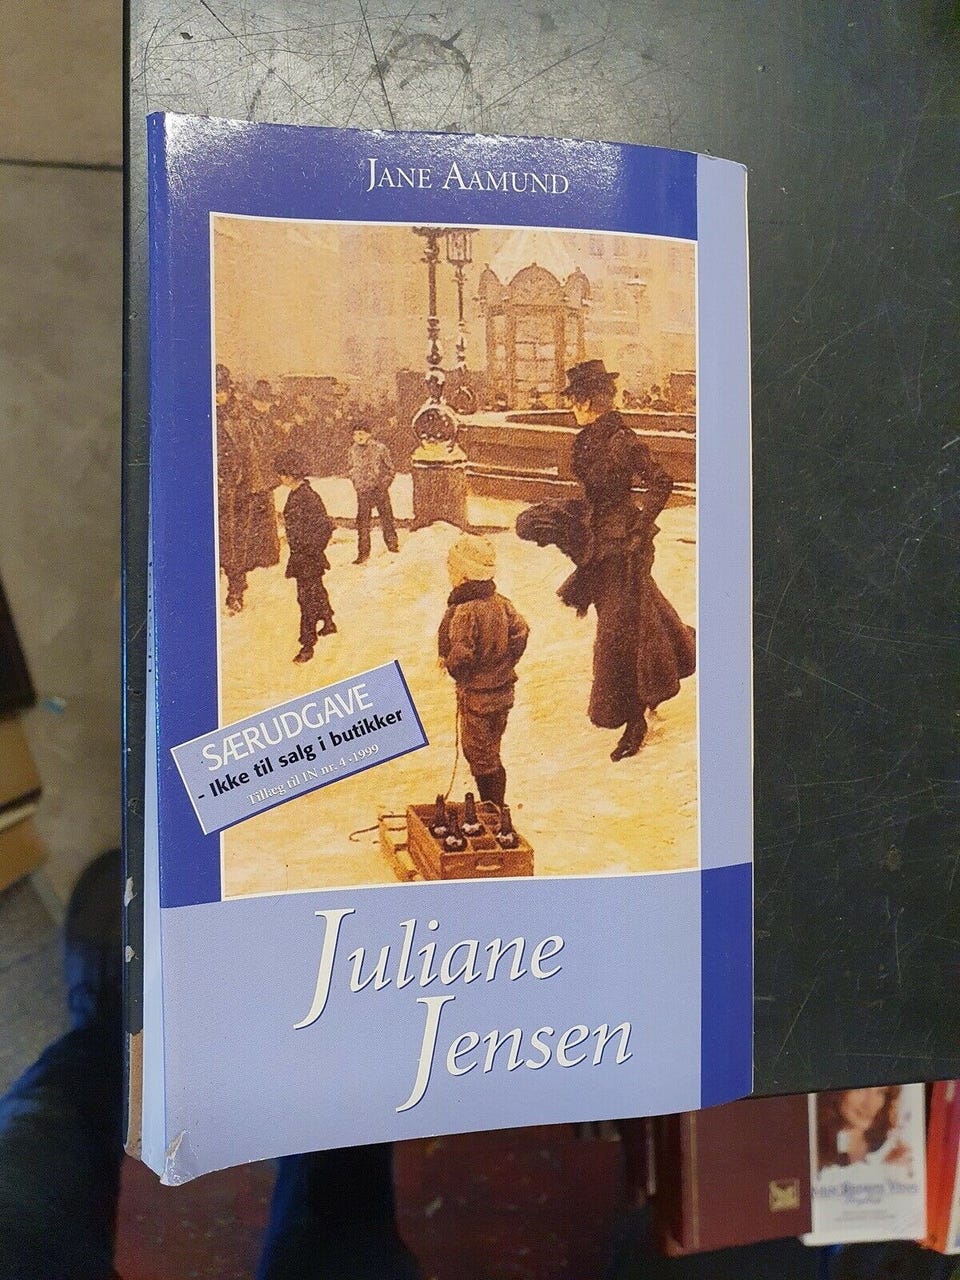 JANE AAMUND
SÆRUDGAVE
- Ikke til salg i butikker
Tillæg til IN nr. 4 · 1999
Juliane
Jensen